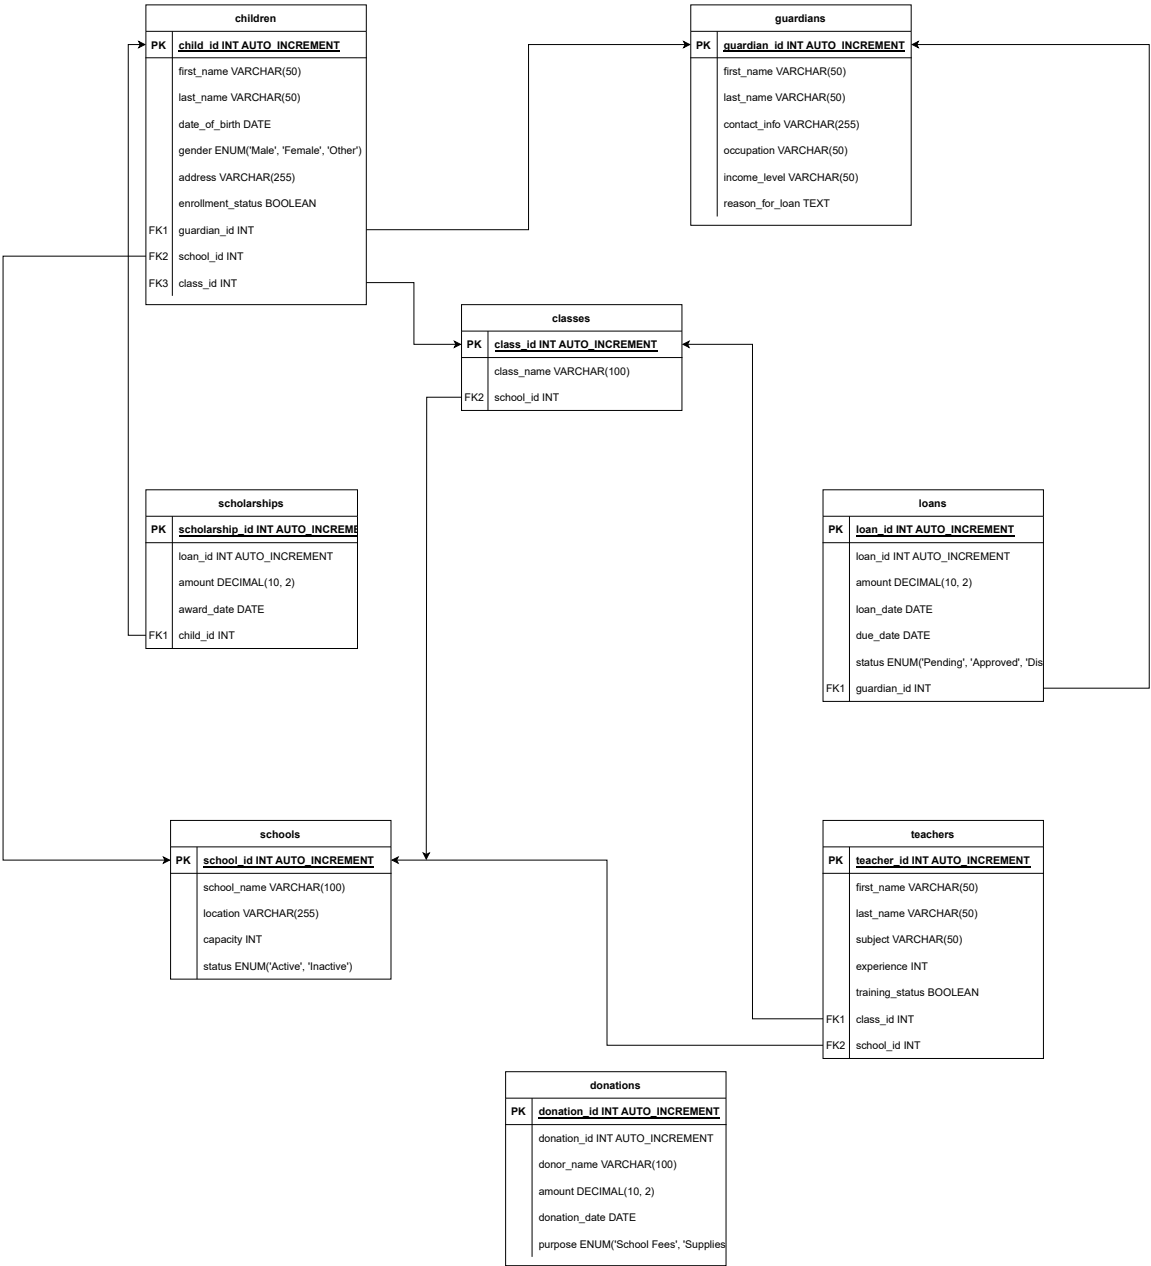 children
PK child_id INT AUTO_INCREMENT
first_name VARCHAR(50)
last_name VARCHAR(50)
date_of_birth DATE
gender ENUM('Male', 'Female', 'Other')
address VARCHAR(255)
enrollment_status BOOLEAN
FK1 guardian_id INT
FK2 school_id INT
FK3 class_id INT
guardians
PK guardian_id INT AUTO_INCREMENT
first_name VARCHAR(50)
last_name VARCHAR(50)
contact_info VARCHAR(255)
occupation VARCHAR(50)
income_level VARCHAR(50)
reason_for_loan TEXT
classes
PK class_id INT AUTO_INCREMENT
class_name VARCHAR(100)
FK2 school_id INT
scholarships
PK scholarship_id INT AUTO_INCREME
loan_id INT AUTO_INCREMENT
amount DECIMAL(10, 2)
award_date DATE
FK1 child_id INT
loans
PK loan_id INT AUTO_INCREMENT
loan_id INT AUTO_INCREMENT
amount DECIMAL(10, 2)
loan_date DATE
due_date DATE
status ENUM('Pending', 'Approved', 'Dis
FK1 guardian_id INT
schools
PK school_id INT AUTO_INCREMENT
school_name VARCHAR(100)
location VARCHAR(255)
capacity INT
status ENUM('Active', 'Inactive')
teachers
PK teacher_id INT AUTO_INCREMENT
first_name VARCHAR(50)
last_name VARCHAR(50)
subject VARCHAR(50)
experience INT
training_status BOOLEAN
FK1 class_id INT
FK2 school_id INT
donations
PK donation_id INT AUTO_INCREMENT
donation_id INT AUTO_INCREMENT
donor_name VARCHAR(100)
amount DECIMAL(10, 2)
donation_date DATE
purpose ENUM('School Fees', 'Supplies